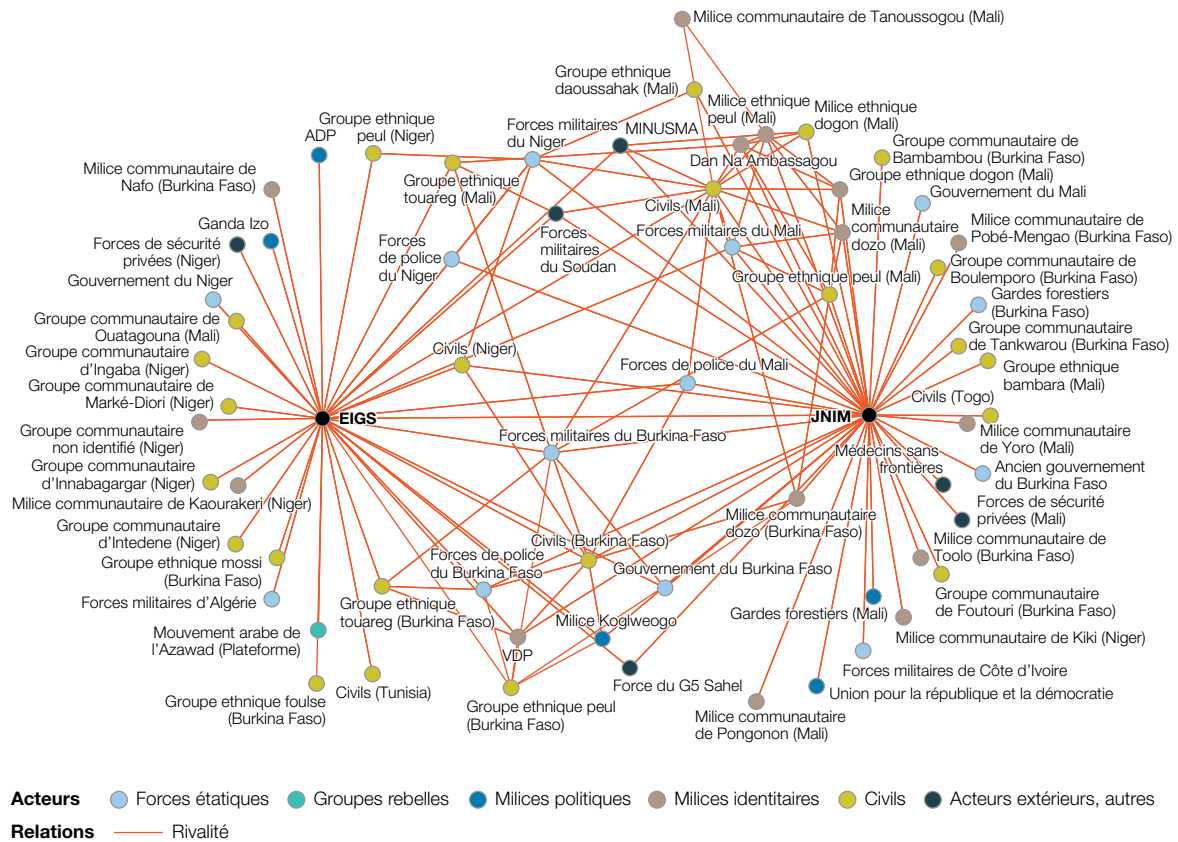 Milice communautaire de Tanoussogou (Mali)
Groupe ethnique
daoussahak (Mali)
Milice ethnique
peul (Mali)
Milice ethnique
dogon (Mali)
Groupe ethnique
peul (Niger)
ADP
Forces militaires
du Niger
MINUSMA
Dan Na Ambassagou
Groupe communautaire de
Bambambou (Burkina Faso)
Groupe ethnique dogon (Mali)
Gouvernement du Mali
Milice communautaire de
Nafo (Burkina Faso)
Groupe ethnique
touareg (Mali)
Civils (Mali)
Milice
communautaire
dozo (Mali)
Milice communautaire de
Pobé-Mengao (Burkina Faso)
Ganda Izo
Forces de sécurité
privées (Niger)
Forces
de police
du Niger
Forces
militaires
du Soudan
Forces militaires du Mali
Groupe ethnique peul (Mali)
Groupe communautaire de
Boulemporo (Burkina Faso)
Gouvernement du Niger
Gardes forestiers
(Burkina Faso)
Groupe communautaire de
Ouatagouna (Mali)
Groupe communautaire
de Tankwarou (Burkina Faso)
Groupe communautaire
d’Ingaba (Niger)
Civils (Niger)
Forces de police du Mali
Groupe ethnique
bambara (Mali)
Groupe communautaire de
Marké-Diori (Niger)
Civils (Togo)
EIGS
JNIM
Groupe communautaire
non identifié (Niger)
Forces militaires du Burkina Faso
Milice communautaire
de Yoro (Mali)
Médecins sans
frontières
Groupe communautaire
d’Innabagargar (Niger)
Ancien gouvernement
du Burkina Faso
Milice communautaire de Kaourakeri (Niger)
Milice communautaire
dozo (Burkina Faso)
Forces de sécurité
privées (Mali)
Groupe communautaire
d’Intedene (Niger)
Civils (Burkina Faso)
Milice communautaire de
Toolo (Burkina Faso)
Groupe ethnique mossi
(Burkina Faso)
Forces de police
du Burkina Faso
Gouvernement du Burkina Faso
Forces militaires d’Algérie
Groupe ethnique
touareg (Burkina Faso)
Groupe communautaire
de Foutouri (Burkina Faso)
Milice Koglweogo
Gardes forestiers (Mali)
Mouvement arabe de
l’Azawad (Plateforme)
VDP
Milice communautaire de Kiki (Niger)
Forces militaires de Côte d’Ivoire
Civils (Tunisia)
Force du G5 Sahel
Union pour la république et la démocratie
Groupe ethnique foulse
(Burkina Faso)
Groupe ethnique peul
(Burkina Faso)
Milice communautaire
de Pongonon (Mali)
Acteurs
Forces étatiques
Groupes rebelles
Milices politiques
Milices identitaires
Civils
Acteurs extérieurs, autres
Relations
Rivalité